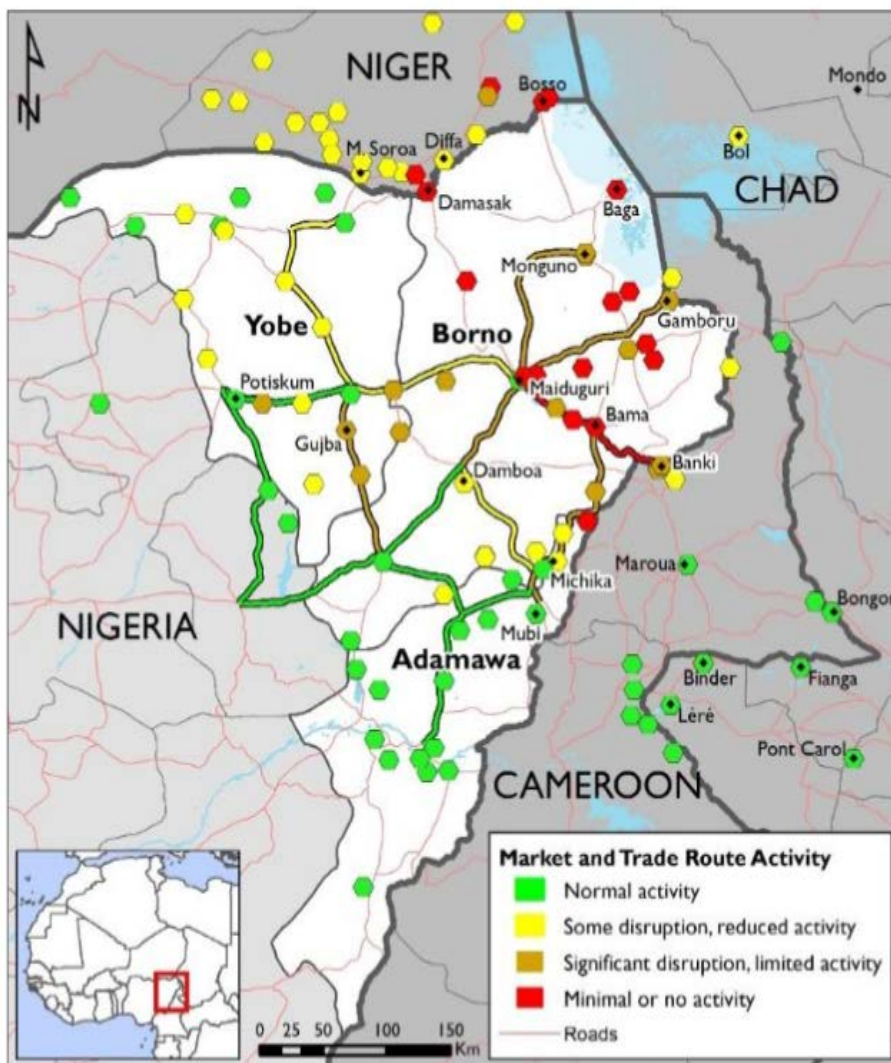 NIGER
Bosso
Mondo
N
M. Soroa
Diffa
Bol
CHAD
Damasak
Baga
Monguno
Yobe
Borno
Gamboru
Potiskum
Maiduguri
Gujba
Bama
Damboa
Banki
Maroua
Michika
Bongor
NIGERIA
Mubi
Adamawa
Binder
Fianga
Léré
Pont Carol
CAMEROON
Market and Trade Route Activity
Normal activity
Some disruption, reduced activity
Significant disruption, limited activity
Minimal or no activity
Roads
0 25 50 100 150
Km